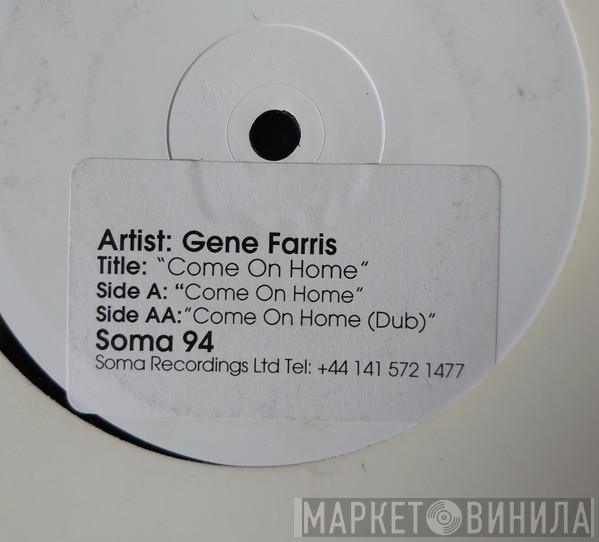 Artist: Gene Farris
Title: "Come On Home"
Side A: "Come On Home"
Side AA:"Come On Home (Dub)"
Soma 94
Soma Recordings Ltd Tel: +44 141 572 1477
МАРКЕТ ВИНИЛА